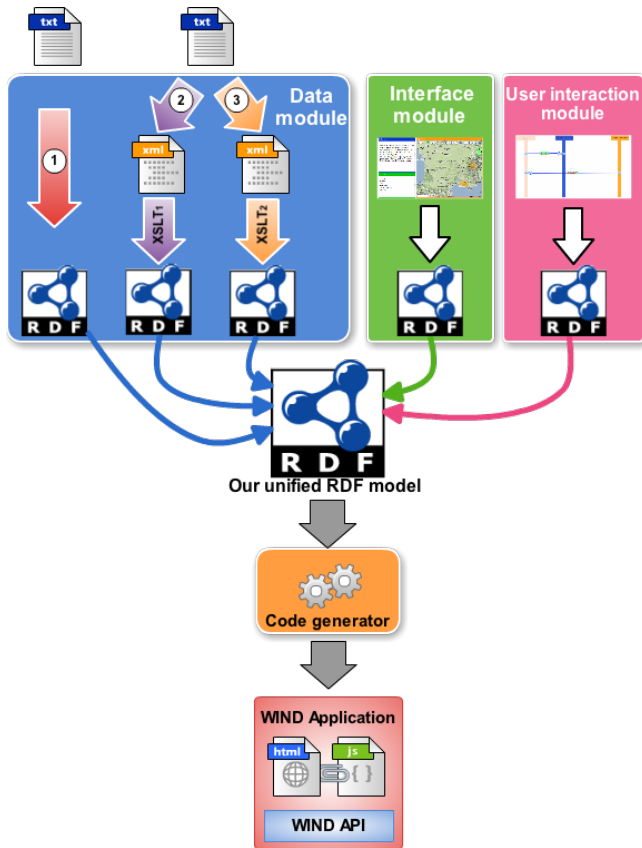 txt
txt
Data
module
1
2
3
xml
xml
XSLT1
XSLT2
RDF
RDF
RDF
Interface
module
RDF
User interaction
module
RDF
RDF
Our unified RDF model
Code generator
WIND Application
html
js
{ }
WIND API